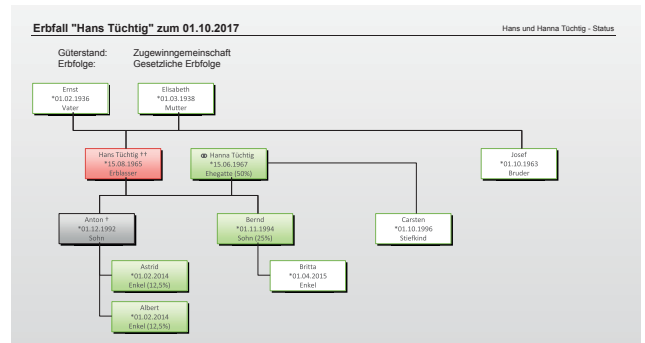 Erbfall "Hans Tüchtig" zum 01.10.2017
Hans und Hanna Tüchtig - Status
Güterstand: Zugewinngemeinschaft
Erbfolge: Gesetzliche Erbfolge
Ernst
*01.02.1936
Vater
Elisabeth
*01.03.1938
Mutter
Hans Tüchtig ††
*15.08.1965
Erblasser
⚭ Hanna Tüchtig
*15.06.1967
Ehegatte (50%)
Josef
*01.10.1963
Bruder
Anton †
*01.12.1992
Sohn
Bernd
*01.11.1994
Sohn (25%)
Carsten
*01.10.1996
Stiefkind
Astrid
*01.02.2014
Enkel (12,5%)
Britta
*01.04.2015
Enkel
Albert
*01.02.2014
Enkel (12,5%)